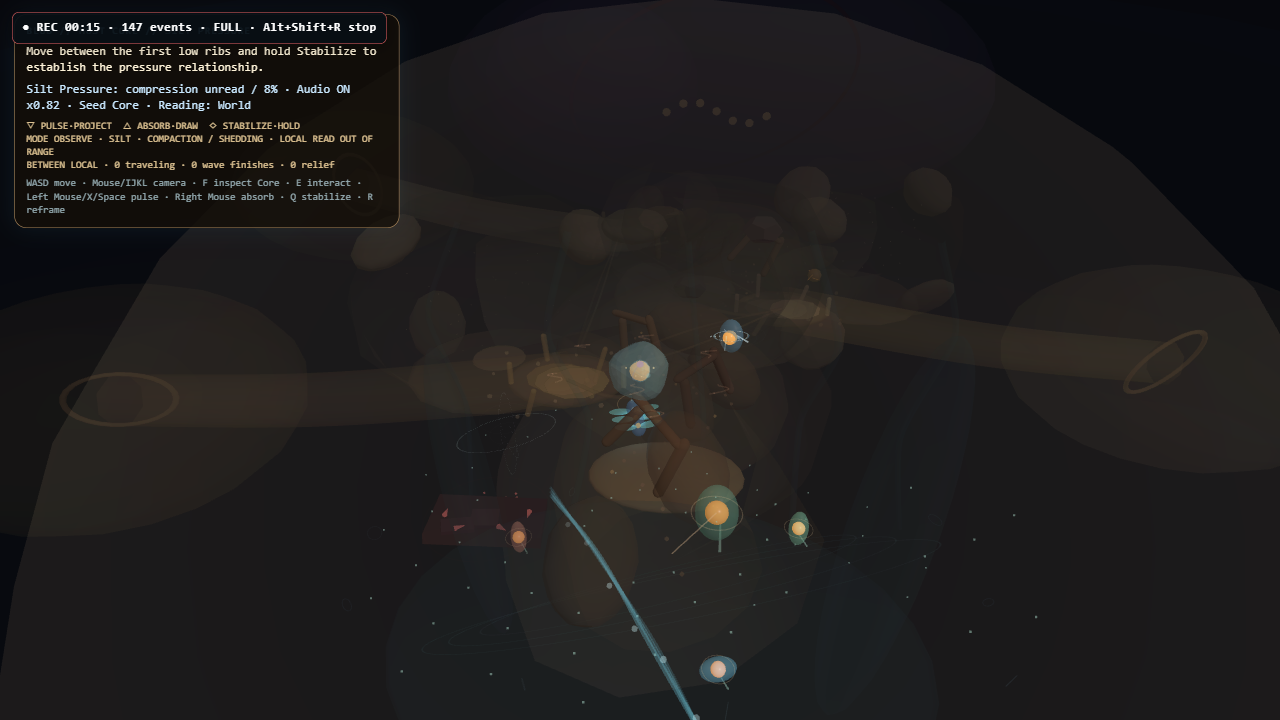 ● REC 00:15 · 147 events · FULL · Alt+Shift+R stop
Move between the first low ribs and hold Stabilize to
establish the pressure relationship.
Silt Pressure: compression unread / 8% · Audio ON
x0.82 · Seed Core · Reading: World
▽ PULSE·PROJECT △ ABSORB·DRAW ◇ STABILIZE·HOLD
MODE OBSERVE · SILT · COMPACTION / SHEDDING · LOCAL READ OUT OF
RANGE
BETWEEN LOCAL · 0 traveling · 0 wave finishes · 0 relief
WASD move · Mouse/IJKL camera · F inspect Core · E interact ·
Left Mouse/X/Space pulse · Right Mouse absorb · Q stabilize · R
reframe